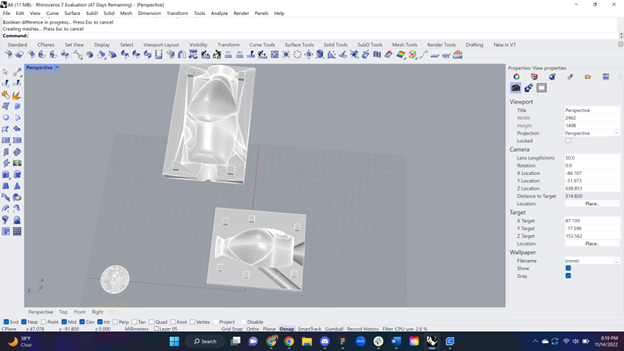 A6 (11 MB) - Rhinoceros 7 Evaluation (47 Days Remaining) - [Perspective]
File Edit View Curve Surface SubD Solid Mesh Dimension Transform Tools Analyze Render Panels Help
Boolean difference in progress... Press Esc to cancel
Creating meshes... Press Esc to cancel
Command:
Standard CPlanes Set View Display Select Viewport Layout Visibility Transform Curve Tools Surface Tools Solid Tools SubD Tools Mesh Tools Render Tools Drafting New in V7
Perspective
Properties: View properties
Viewport
Title Perspective
Width 2962
Height 1498
Projection Perspective
Locked
Camera
Lens Length(mm) 50.0
Rotation 0.0
X Location -84.107
Y Location -31.973
Z Location 638.853
Distance to Target 514.820
Location Place...
Target
X Target 87.139
Y Target -17.596
Z Target 153.562
Location Place...
Wallpaper
Filename (none)
Show
Gray
Perspective Top Front Right
End Near Point Mid Cen Int Perp Tan Quad Knot Vertex Project Disable
CPlane x 47.078 y -91.800 z 0.000 Millimeters Layer 05 Grid Snap Ortho Planar Osnap SmartTrack Gumball Record History Filter CPU use: 2.6 %
38°F
Clear
Search
8:19 PM
11/14/2022